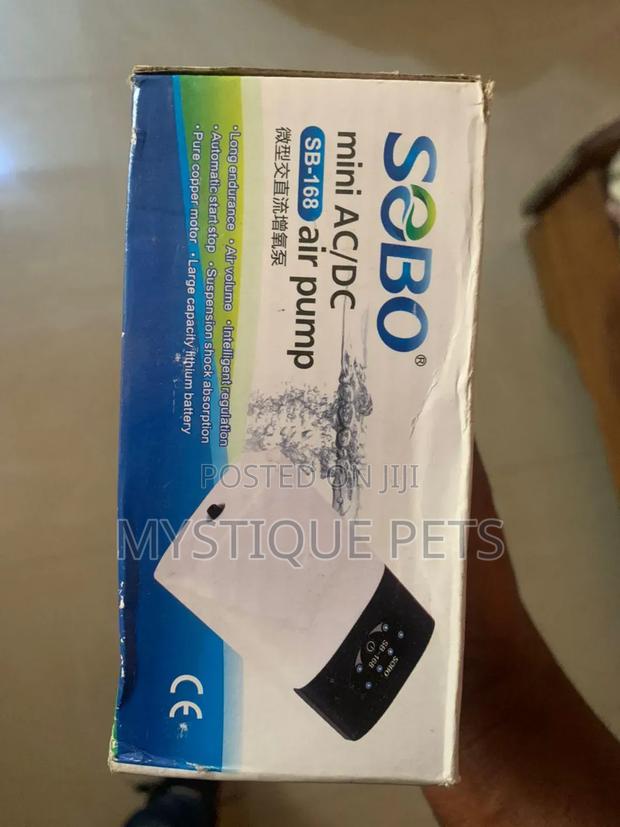 SOBO®
mini AC/DC
SB-168 air pump
微型交直流增氧泵
•Long endurance •Air volume •Intelligent regulation
•Automatic start stop •Suspension shock absorption
•Pure copper motor •Large capacity lithium battery
POSTED ON JIJI
MYSTIQUE PETS
SOBO
SB-168
CE